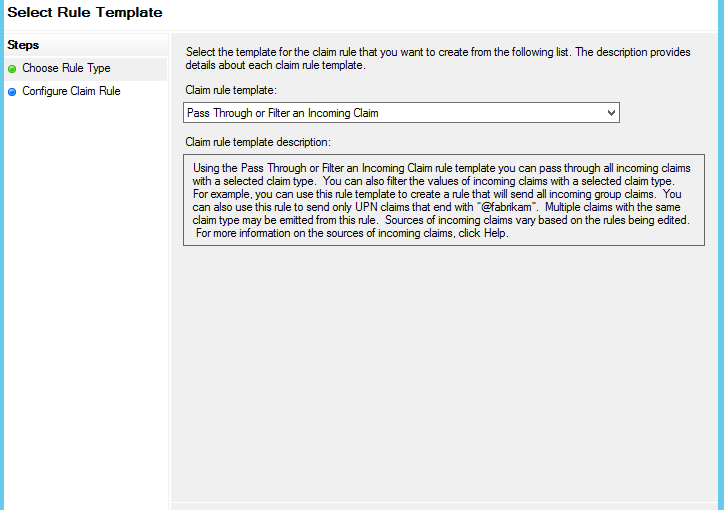 Select Rule Template
Steps
Choose Rule Type
Configure Claim Rule
Select the template for the claim rule that you want to create from the following list. The description provides
details about each claim rule template.
Claim rule template:
Pass Through or Filter an Incoming Claim
Claim rule template description:
Using the Pass Through or Filter an Incoming Claim rule template you can pass through all incoming claims
with a selected claim type.  You can also filter the values of incoming claims with a selected claim type.
For example, you can use this rule template to create a rule that will send all incoming group claims.  You
can also use this rule to send only UPN claims that end with "@fabrikam".  Multiple claims with the same
claim type may be emitted from this rule.  Sources of incoming claims vary based on the rules being edited.
For more information on the sources of incoming claims, click Help.